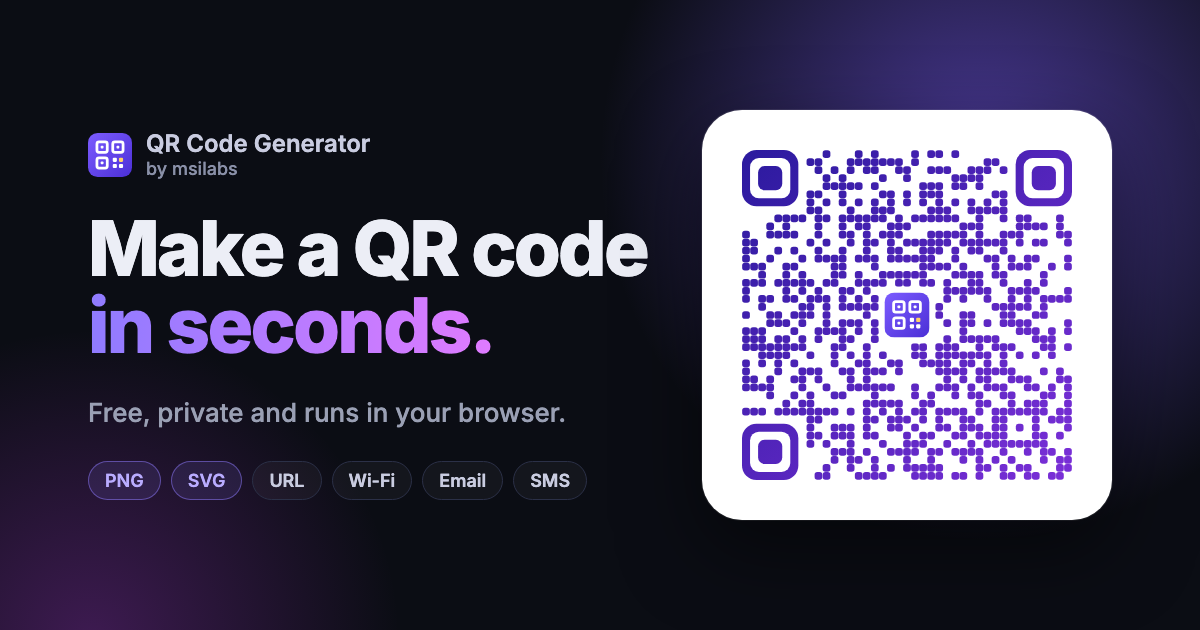 QR Code Generator
by msilabs
Make a QR code
in seconds.
Free, private and runs in your browser.
PNG SVG URL Wi-Fi Email SMS